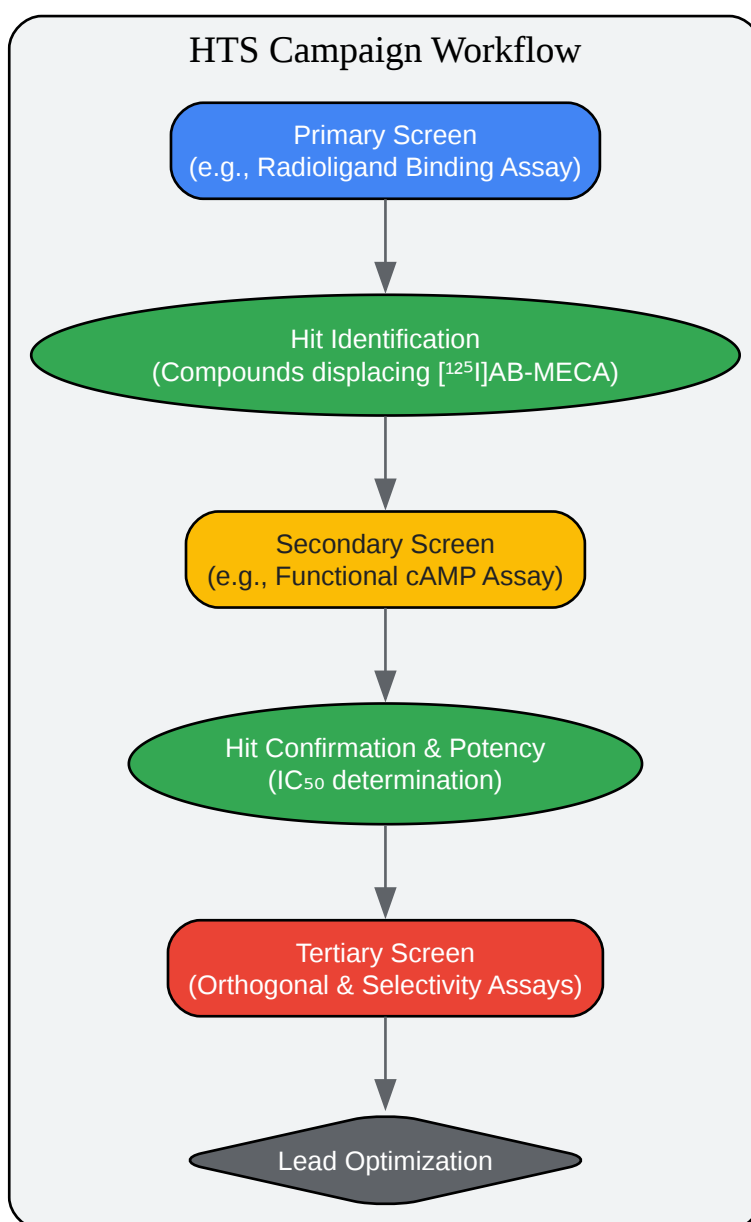 HTS Campaign Workflow
Primary Screen
(e.g., Radioligand Binding Assay)
Hit Identification
(Compounds displacing [¹²⁵I]AB-MECA)
Secondary Screen
(e.g., Functional cAMP Assay)
Hit Confirmation & Potency
(IC₅₀ determination)
Tertiary Screen
(Orthogonal & Selectivity Assays)
Lead Optimization